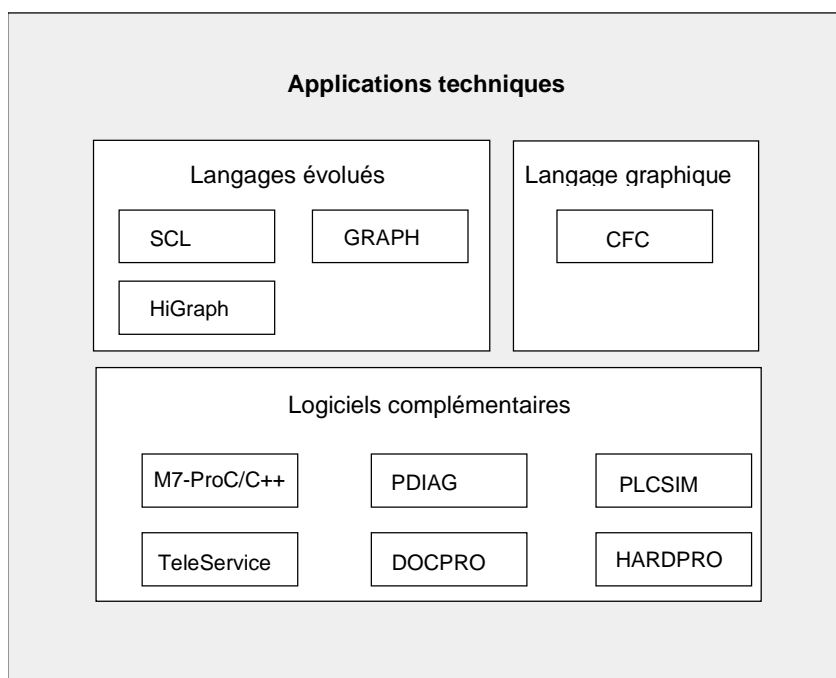 Applications techniques
Langages évolués
SCL
GRAPH
HiGraph
Langage graphique
CFC
Logiciels complémentaires
M7-ProC/C++
PDIAG
PLCSIM
TeleService
DOCPRO
HARDPRO